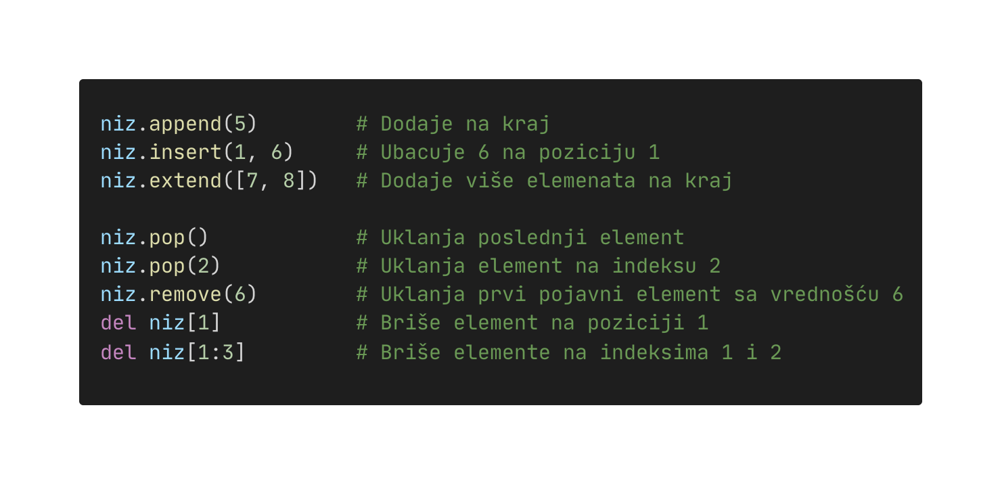 niz.append(5)        # Dodaje na kraj
niz.insert(1, 6)     # Ubacuje 6 na poziciju 1
niz.extend([7, 8])   # Dodaje više elemenata na kraj
niz.pop()            # Uklanja poslednji element
niz.pop(2)           # Uklanja element na indeksu 2
niz.remove(6)        # Uklanja prvi pojavni element sa vrednošću 6
del niz[1]           # Briše element na poziciji 1
del niz[1:3]         # Briše elemente na indeksima 1 i 2